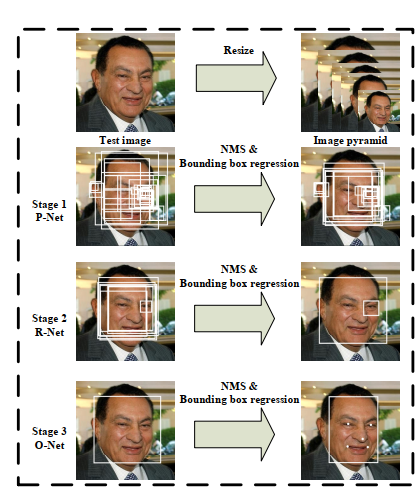 Resize
Test image
Image pyramid
NMS &
Bounding box regression
Stage 1
P-Net
NMS &
Bounding box regression
Stage 2
R-Net
NMS &
Bounding box regression
Stage 3
O-Net